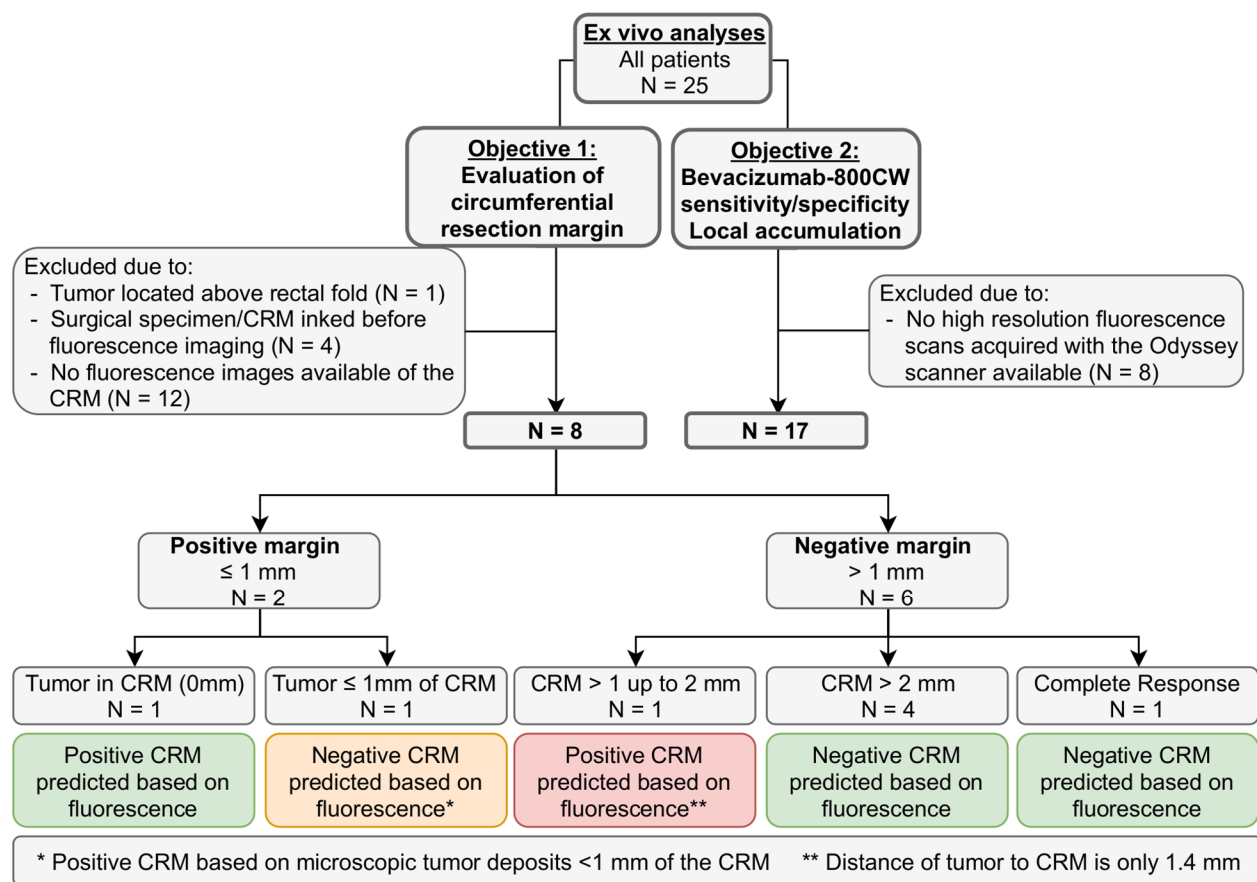 Ex vivo analyses
All patients
N = 25
Objective 1:
Evaluation of
circumferential
resection margin
Objective 2:
Bevacizumab-800CW
sensitivity/specificity
Local accumulation
Excluded due to:
- Tumor located above rectal fold (N = 1)
- Surgical specimen/CRM inked before
fluorescence imaging (N = 4)
- No fluorescence images available of the
CRM (N = 12)
Excluded due to:
- No high resolution fluorescence
scans acquired with the Odyssey
scanner available (N = 8)
N = 8
N = 17
Positive margin
≤ 1 mm
N = 2
Negative margin
> 1 mm
N = 6
Tumor in CRM (0mm)
N = 1
Tumor ≤ 1mm of CRM
N = 1
CRM > 1 up to 2 mm
N = 1
CRM > 2 mm
N = 4
Complete Response
N = 1
Positive CRM
predicted based on
fluorescence
Negative CRM
predicted based on
fluorescence*
Positive CRM
predicted based on
fluorescence**
Negative CRM
predicted based on
fluorescence
Negative CRM
predicted based on
fluorescence
* Positive CRM based on microscopic tumor deposits <1 mm of the CRM
** Distance of tumor to CRM is only 1.4 mm